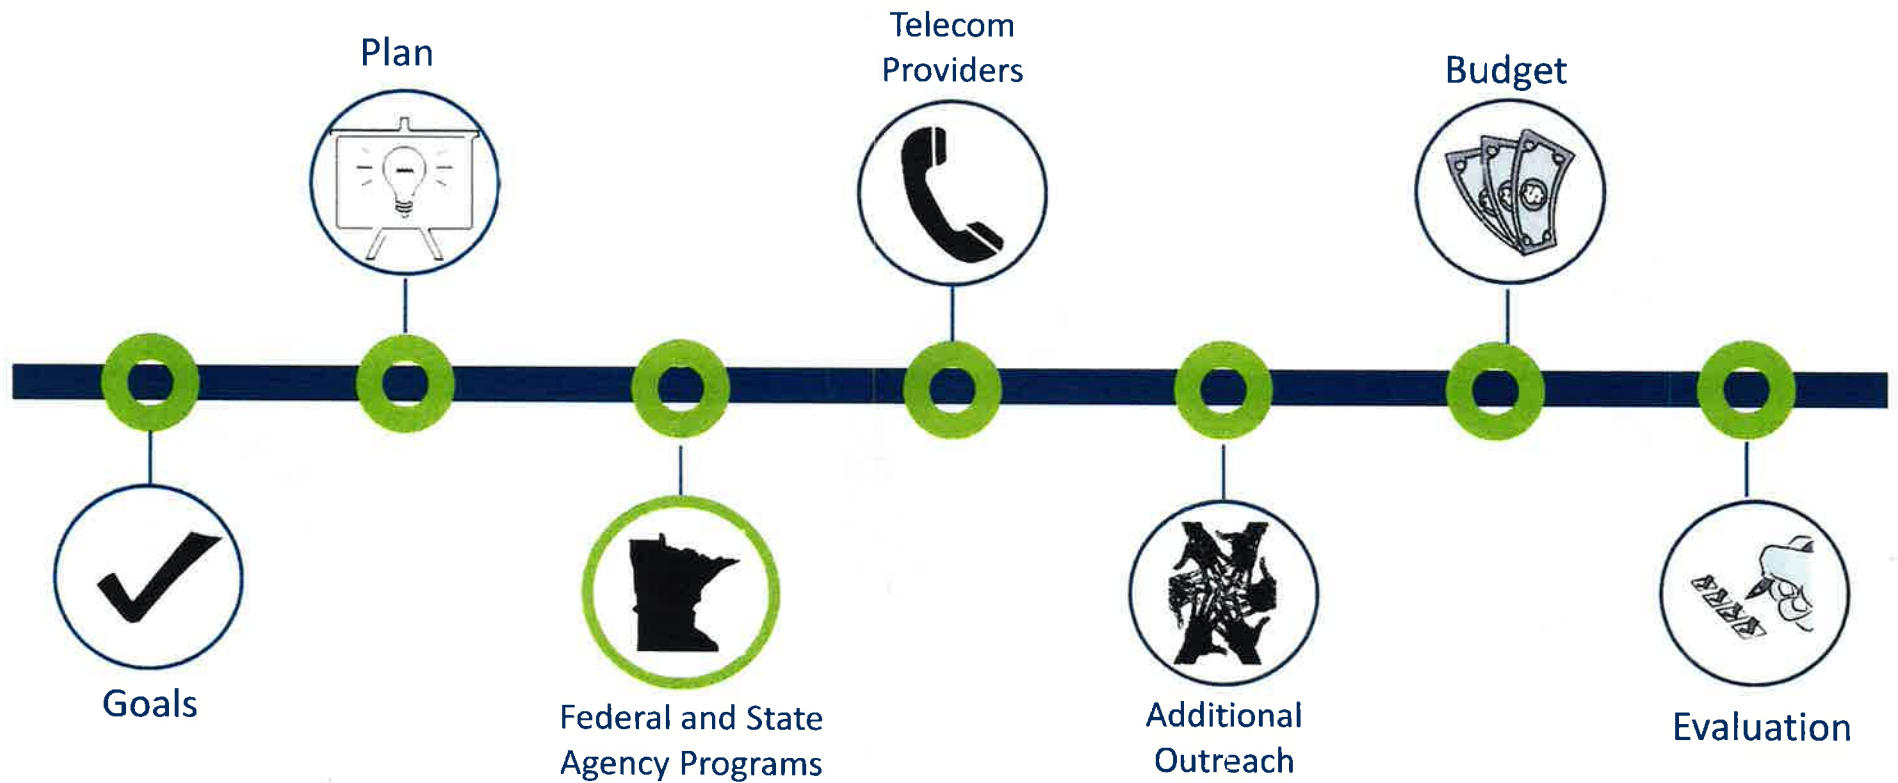 Goals
Plan
Federal and State
Agency Programs
Telecom
Providers
Additional
Outreach
Budget
Evaluation